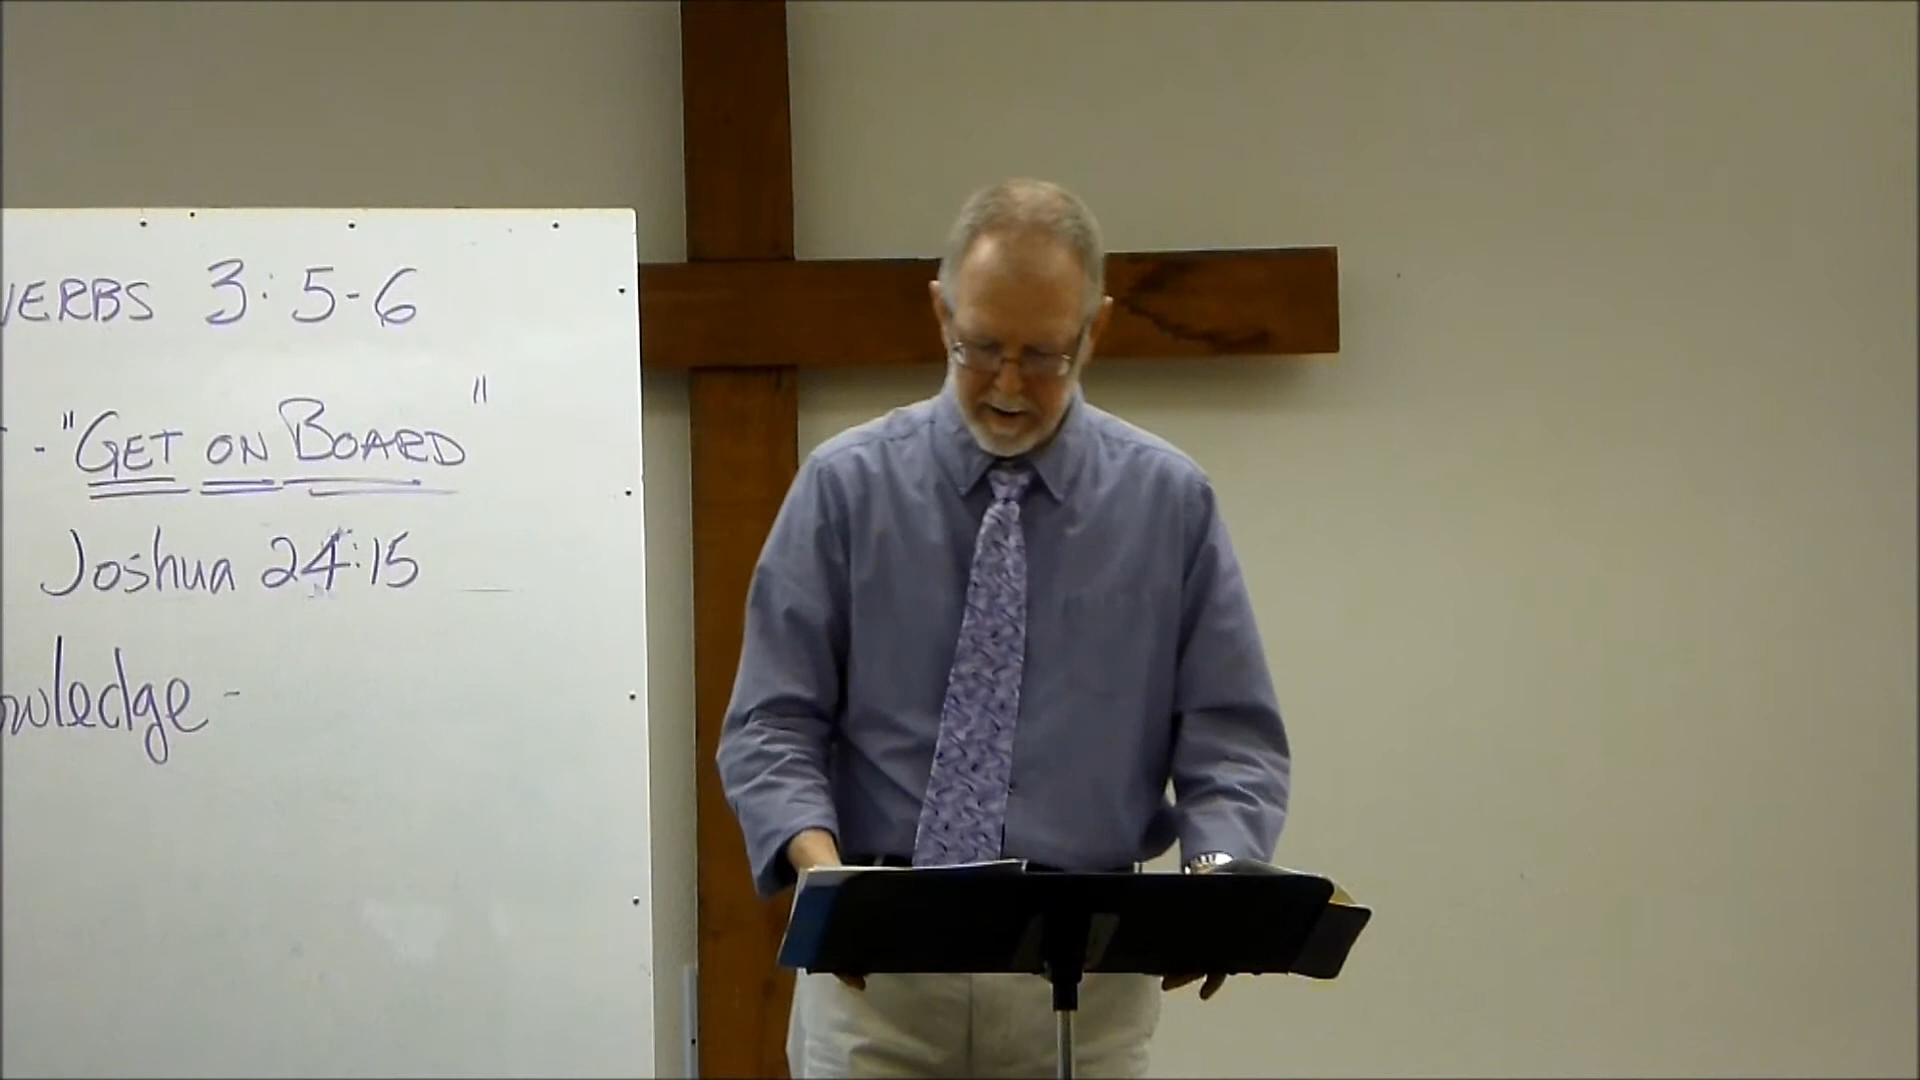 VERBS 3:5-6
- "GET ON BOARD"
Joshua 24:15
owledge -